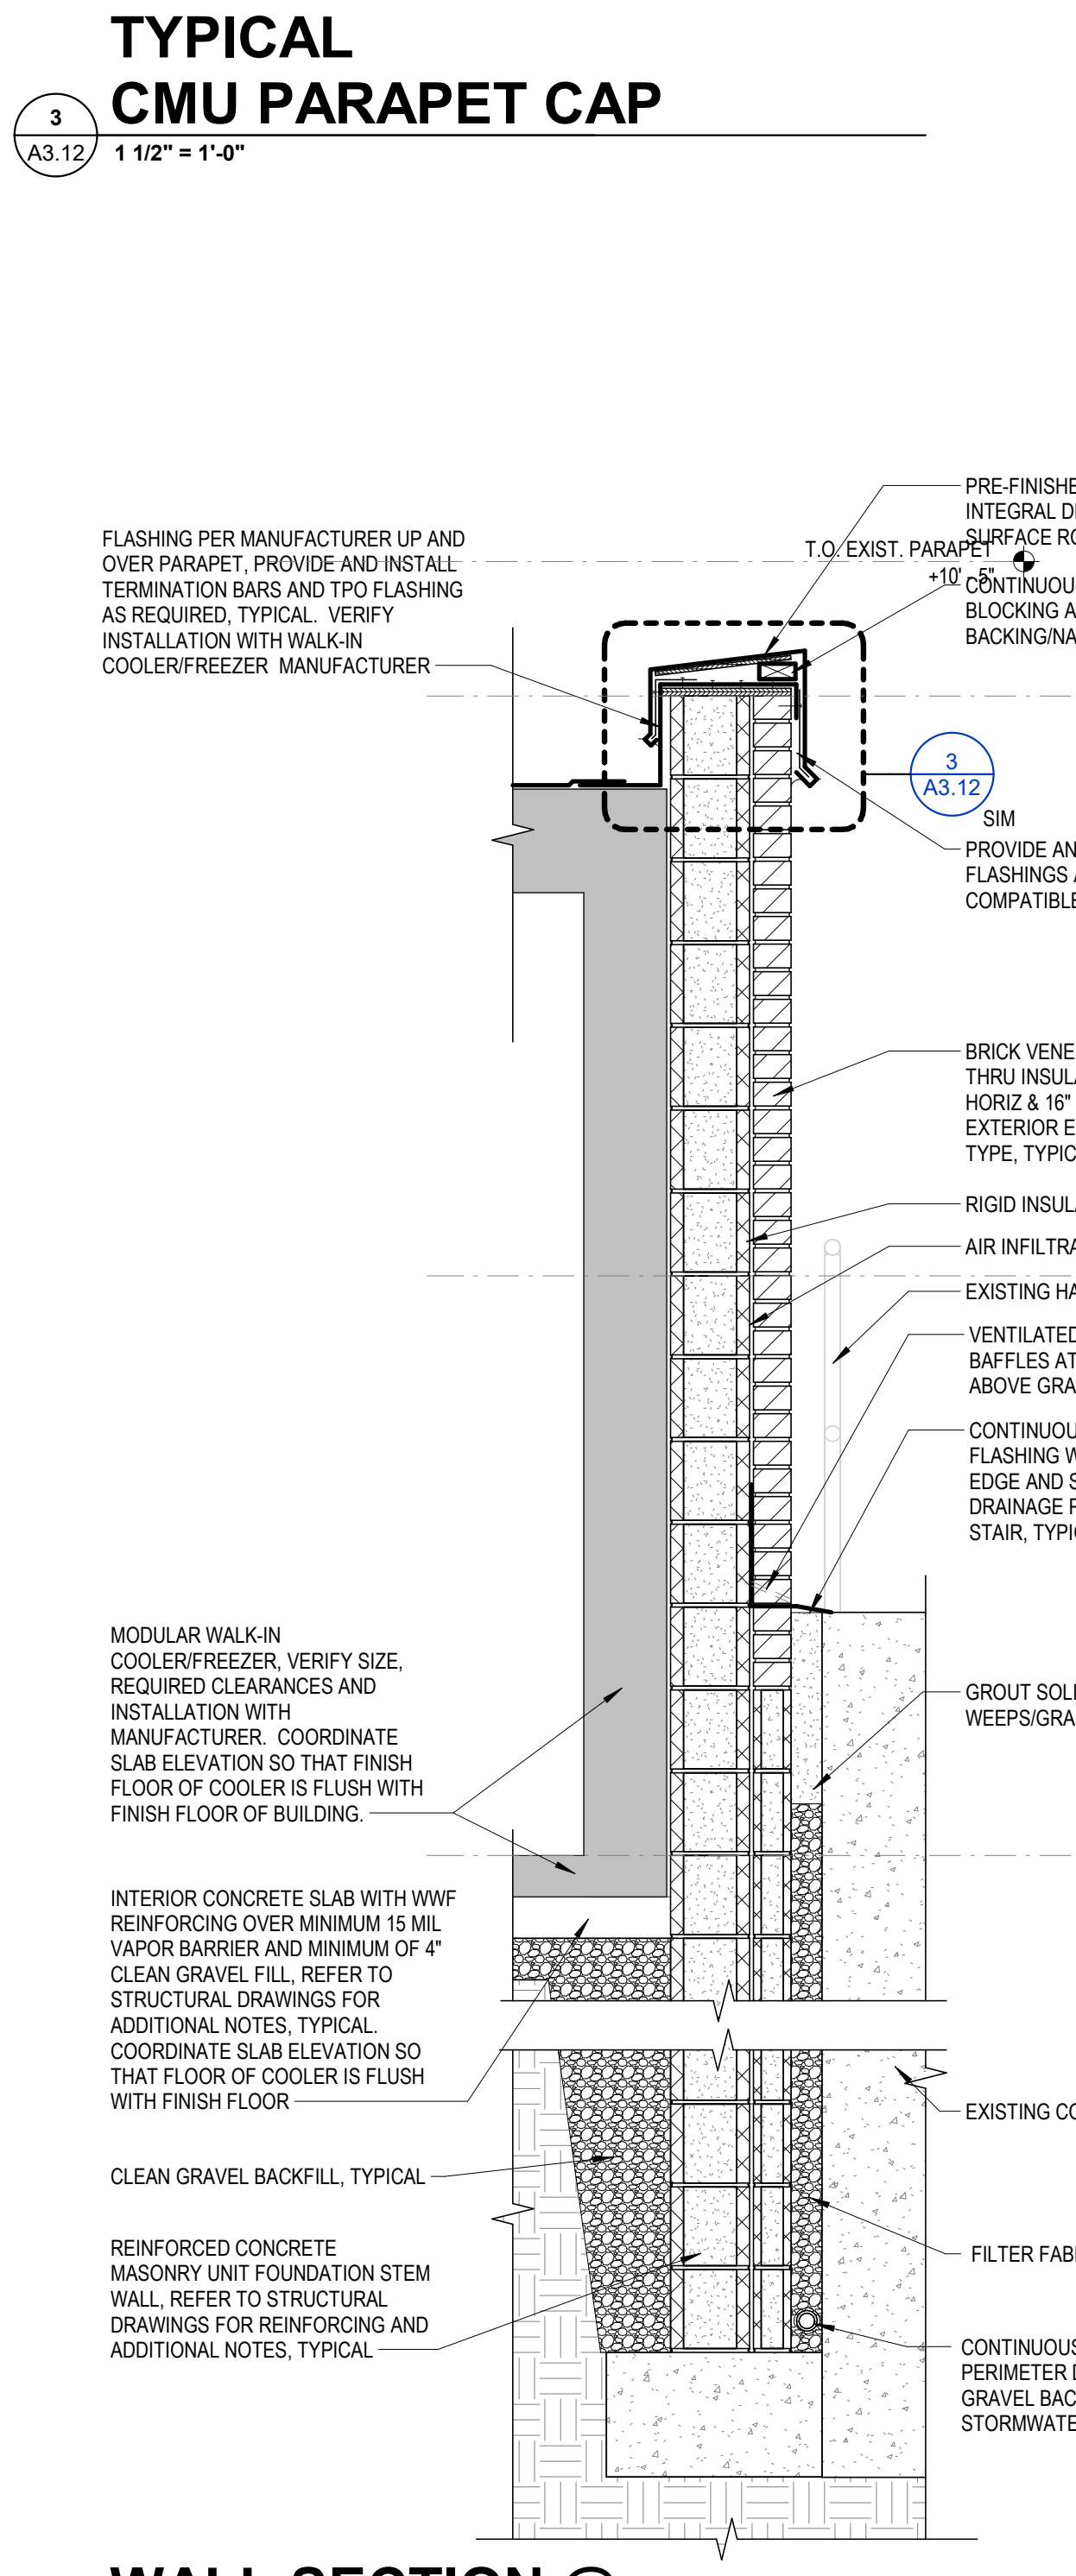 TYPICAL
CMU PARAPET CAP
3
A3.12
1 1/2" = 1'-0"
FLASHING PER MANUFACTURER UP AND
OVER PARAPET, PROVIDE AND INSTALL
TERMINATION BARS AND TPO FLASHING
AS REQUIRED, TYPICAL.  VERIFY
INSTALLATION WITH WALK-IN
COOLER/FREEZER  MANUFACTURER
PRE-FINISHE
INTEGRAL
SURFACE
T.O. EXIST. PARAPET
+10' - 5"
CONTINUOU
BLOCKING
BACKING/NA
3
A3.12
SIM
PROVIDE
FLASHINGS
COMPATIBLE
BRICK VENE
THRU INSUL
HORIZ & 16"
EXTERIOR
TYPE, TYPIC
RIGID INSUL
AIR INFILTRA
EXISTING HA
VENTILATED
BAFFLES AT
ABOVE GRA
CONTINUOU
FLASHING
EDGE AND
DRAINAGE
STAIR, TYPI
MODULAR WALK-IN
COOLER/FREEZER, VERIFY SIZE,
REQUIRED CLEARANCES AND
INSTALLATION WITH
MANUFACTURER.  COORDINATE
SLAB ELEVATION SO THAT FINISH
FLOOR OF COOLER IS FLUSH WITH
FINISH FLOOR OF BUILDING.
GROUT SOLI
WEEPS/GRA
INTERIOR CONCRETE SLAB WITH WWF
REINFORCING OVER MINIMUM 15 MIL
VAPOR BARRIER AND MINIMUM OF 4"
CLEAN GRAVEL FILL, REFER TO
STRUCTURAL DRAWINGS FOR
ADDITIONAL NOTES, TYPICAL.
COORDINATE SLAB ELEVATION SO
THAT FLOOR OF COOLER IS FLUSH
WITH FINISH FLOOR
EXISTING CO
CLEAN GRAVEL BACKFILL, TYPICAL
REINFORCED CONCRETE
MASONRY UNIT FOUNDATION STEM
WALL, REFER TO STRUCTURAL
DRAWINGS FOR REINFORCING AND
ADDITIONAL NOTES, TYPICAL
FILTER FAB
CONTINUOUS
PERIMETER
GRAVEL BAC
STORMWATE
WALL SECTION @